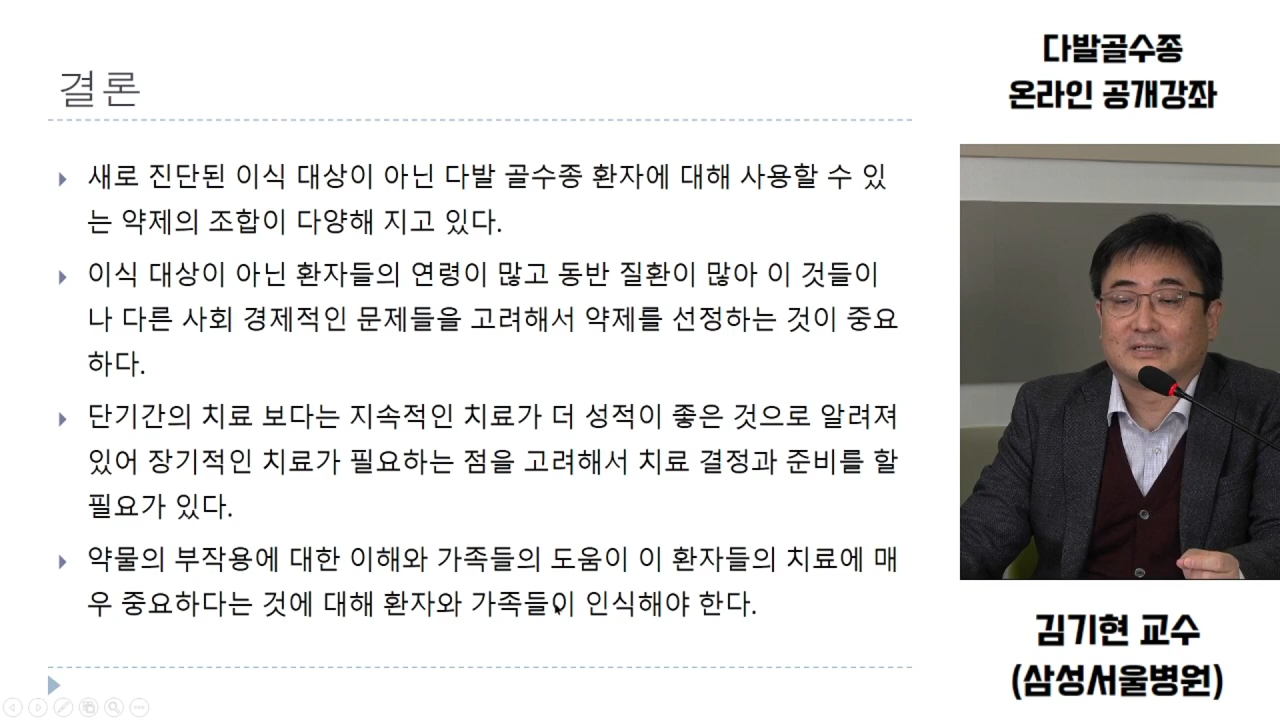 다발골수종
온라인 공개강좌
결론
새로 진단된 이식 대상이 아닌 다발 골수종 환자에 대해 사용할 수 있
는 약제의 조합이 다양해 지고 있다.
이식 대상이 아닌 환자들의 연령이 많고 동반 질환이 많아 이 것들이
나 다른 사회 경제적인 문제들을 고려해서 약제를 선정하는 것이 중요
하다.
단기간의 치료 보다는 지속적인 치료가 더 성적이 좋은 것으로 알려져
있어 장기적인 치료가 필요하는 점을 고려해서 치료 결정과 준비를 할
필요가 있다.
약물의 부작용에 대한 이해와 가족들의 도움이 이 환자들의 치료에 매
우 중요하다는 것에 대해 환자와 가족들이 인식해야 한다.
김기현 교수
(삼성서울병원)